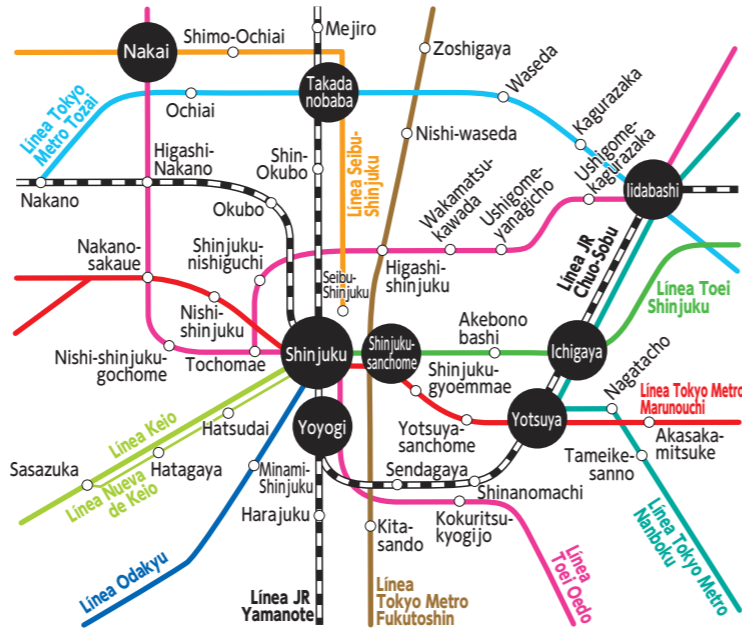 Mejiro
Shimo-Ochiai
Nakai
Zoshigaya
Takada
nobaba
Waseda
Ochiai
Línea Tokyo
Metro Tozai
Kagurazaka
Nishi-waseda
Ushigome-
kagurazaka
Higashi-
Nakano
Shin-
Okubo
Línea Seibu-
Shinjuku
Iidabashi
Nakano
Okubo
Wakamatsu-
kawada
Ushigome-
yanagicho
Shinjuku-
nishiguchi
Nakano-
sakaue
Higashi-
shinjuku
Línea JR
Chuo-Sobu
Seibu-
Shinjuku
Línea Toei
Shinjuku
Nishi-
shinjuku
Akebono
bashi
Shinjuku
Shinjuku-
sanchome
Ichigaya
Nishi-shinjuku-
gochome
Tochomae
Shinjuku-
gyoemmae
Nagatacho
Línea Tokyo Metro
Marunouchi
Línea Keio
Hatsudai
Yoyogi
Yotsuya-
sanchome
Yotsuya
Akasaka-
mitsuke
Sasazuka
Hatagaya
Línea Nueva
de Keio
Minami-
Shinjuku
Sendagaya
Shinanomachi
Tameike-
sanno
Harajuku
Kita-
sando
Kokuritsu-
kyogijo
Línea Odakyu
Línea JR
Yamanote
Línea
Tokyo Metro
Fukutoshin
Línea
Toei Oedo
Línea Tokyo Metro
Nanboku